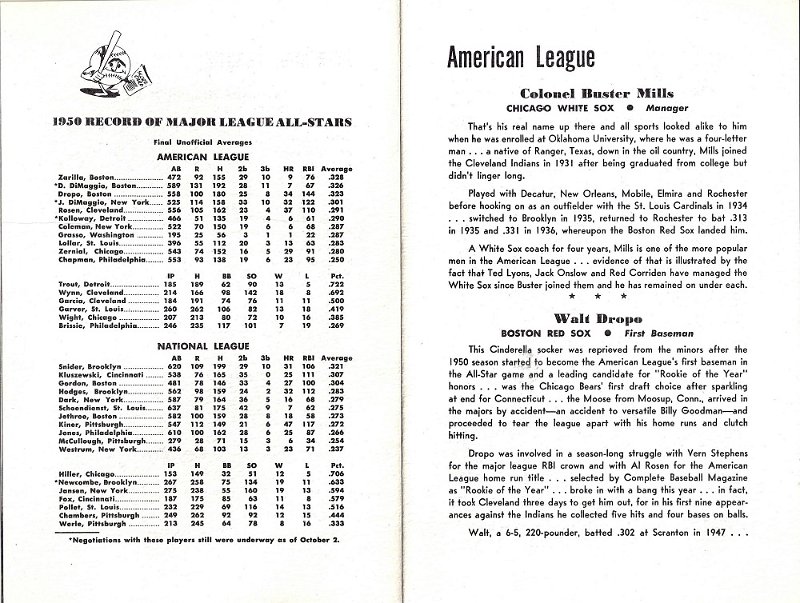 1950 RECORD OF MAJOR LEAGUE ALL-STARS
Final Unofficial Averages
AMERICAN LEAGUE
AB R H 2b 3b HR RBI Average
Zarilla, Boston 472 92 155 29 10 9 76 .328
*D. DiMaggio, Boston 589 131 192 28 11 7 67 .326
Dropo, Boston 558 100 180 25 8 34 144 .323
*J. DiMaggio, New York 525 114 158 33 10 32 122 .301
Rosen, Cleveland 556 105 162 23 4 37 110 .291
*Kolloway, Detroit 466 51 135 19 4 6 61 .290
Coleman, New York 522 70 150 19 6 6 68 .287
Grasso, Washington 195 25 56 3 1 1 22 .287
Lollar, St. Louis 396 55 112 20 3 13 63 .283
Zernial, Chicago 543 74 152 16 5 29 91 .280
Chapman, Philadelphia 553 93 138 19 6 23 95 .250
IP H BB SO W L Pct.
Trout, Detroit 185 189 62 90 13 5 .722
Wynn, Cleveland 214 166 98 142 18 8 .692
Garcia, Cleveland 184 191 74 76 11 11 .500
Garver, St. Louis 260 262 106 82 13 18 .419
Wight, Chicago 207 213 80 72 10 16 .385
Brissie, Philadelphia 246 235 117 101 7 19 .269
NATIONAL LEAGUE
AB R H 2b 3b HR RBI Average
Snider, Brooklyn 620 109 199 29 10 31 106 .321
Kluszewski, Cincinnati 538 76 165 35 0 25 111 .307
Gordon, Boston 481 78 146 33 4 27 100 .304
Hodges, Brooklyn 562 98 159 24 2 32 112 .283
Dark, New York 587 79 164 36 5 16 68 .279
Schoendienst, St. Louis 637 81 175 42 9 7 62 .275
Jethroe, Boston 582 100 159 28 8 18 58 .273
Kiner, Pittsburgh 547 112 149 21 6 47 117 .272
Jones, Philadelphia 610 100 162 28 6 25 87 .266
McCullough, Pittsburgh 279 28 71 15 3 6 34 .254
Westrum, New York 436 68 103 13 3 23 71 .237
IP H BB SO W L Pct.
Hiller, Chicago 153 149 32 51 12 5 .706
*Newcombe, Brooklyn 267 258 75 134 19 11 .633
Jansen, New York 275 238 55 160 19 13 .594
Fox, Cincinnati 187 175 85 63 11 8 .579
Pollet, St. Louis 232 229 69 116 14 13 .516
Chambers, Pittsburgh 249 262 92 92 12 15 .444
Werle, Pittsburgh 213 245 64 78 8 16 .333
*Negotiations with these players still were underway as of October 2.
American League
Colonel Buster Mills
CHICAGO WHITE SOX ● Manager
That's his real name up there and all sports looked alike to him
when he was enrolled at Oklahoma University, where he was a four-letter
man . . . a native of Ranger, Texas, down in the oil country, Mills joined
the Cleveland Indians in 1931 after being graduated from college but
didn't linger long.
Played with Decatur, New Orleans, Mobile, Elmira and Rochester
before hooking on as an outfielder with the St. Louis Cardinals in 1934
. . . switched to Brooklyn in 1935, returned to Rochester to bat .313
in 1935 and .331 in 1936, whereupon the Boston Red Sox landed him.
A White Sox coach for four years, Mills is one of the more popular
men in the American League . . . evidence of that is illustrated by the
fact that Ted Lyons, Jack Onslow and Red Corriden have managed the
White Sox since Buster joined them and he has remained on under each.
* * *
Walt Dropo
BOSTON RED SOX ● First Baseman
This Cinderella socker was reprieved from the minors after the
1950 season started to become the American League's first baseman in
the All-Star game and a leading candidate for "Rookie of the Year"
honors . . . was the Chicago Bears' first draft choice after sparkling
at end for Connecticut . . . the Moose from Moosup, Conn., arrived in
the majors by accident—an accident to versatile Billy Goodman—and
proceeded to tear the league apart with his home runs and clutch
hitting.
Dropo was involved in a season-long struggle with Vern Stephens
for the major league RBI crown and with Al Rosen for the American
League home run title . . . selected by Complete Baseball Magazine
as "Rookie of the Year" . . . broke in with a bang this year . . . in fact,
it took Cleveland three days to get him out, for in his first nine appear-
ances against the Indians he collected five hits and four bases on balls.
Walt, a 6-5, 220-pounder, batted .302 at Scranton in 1947 . . .